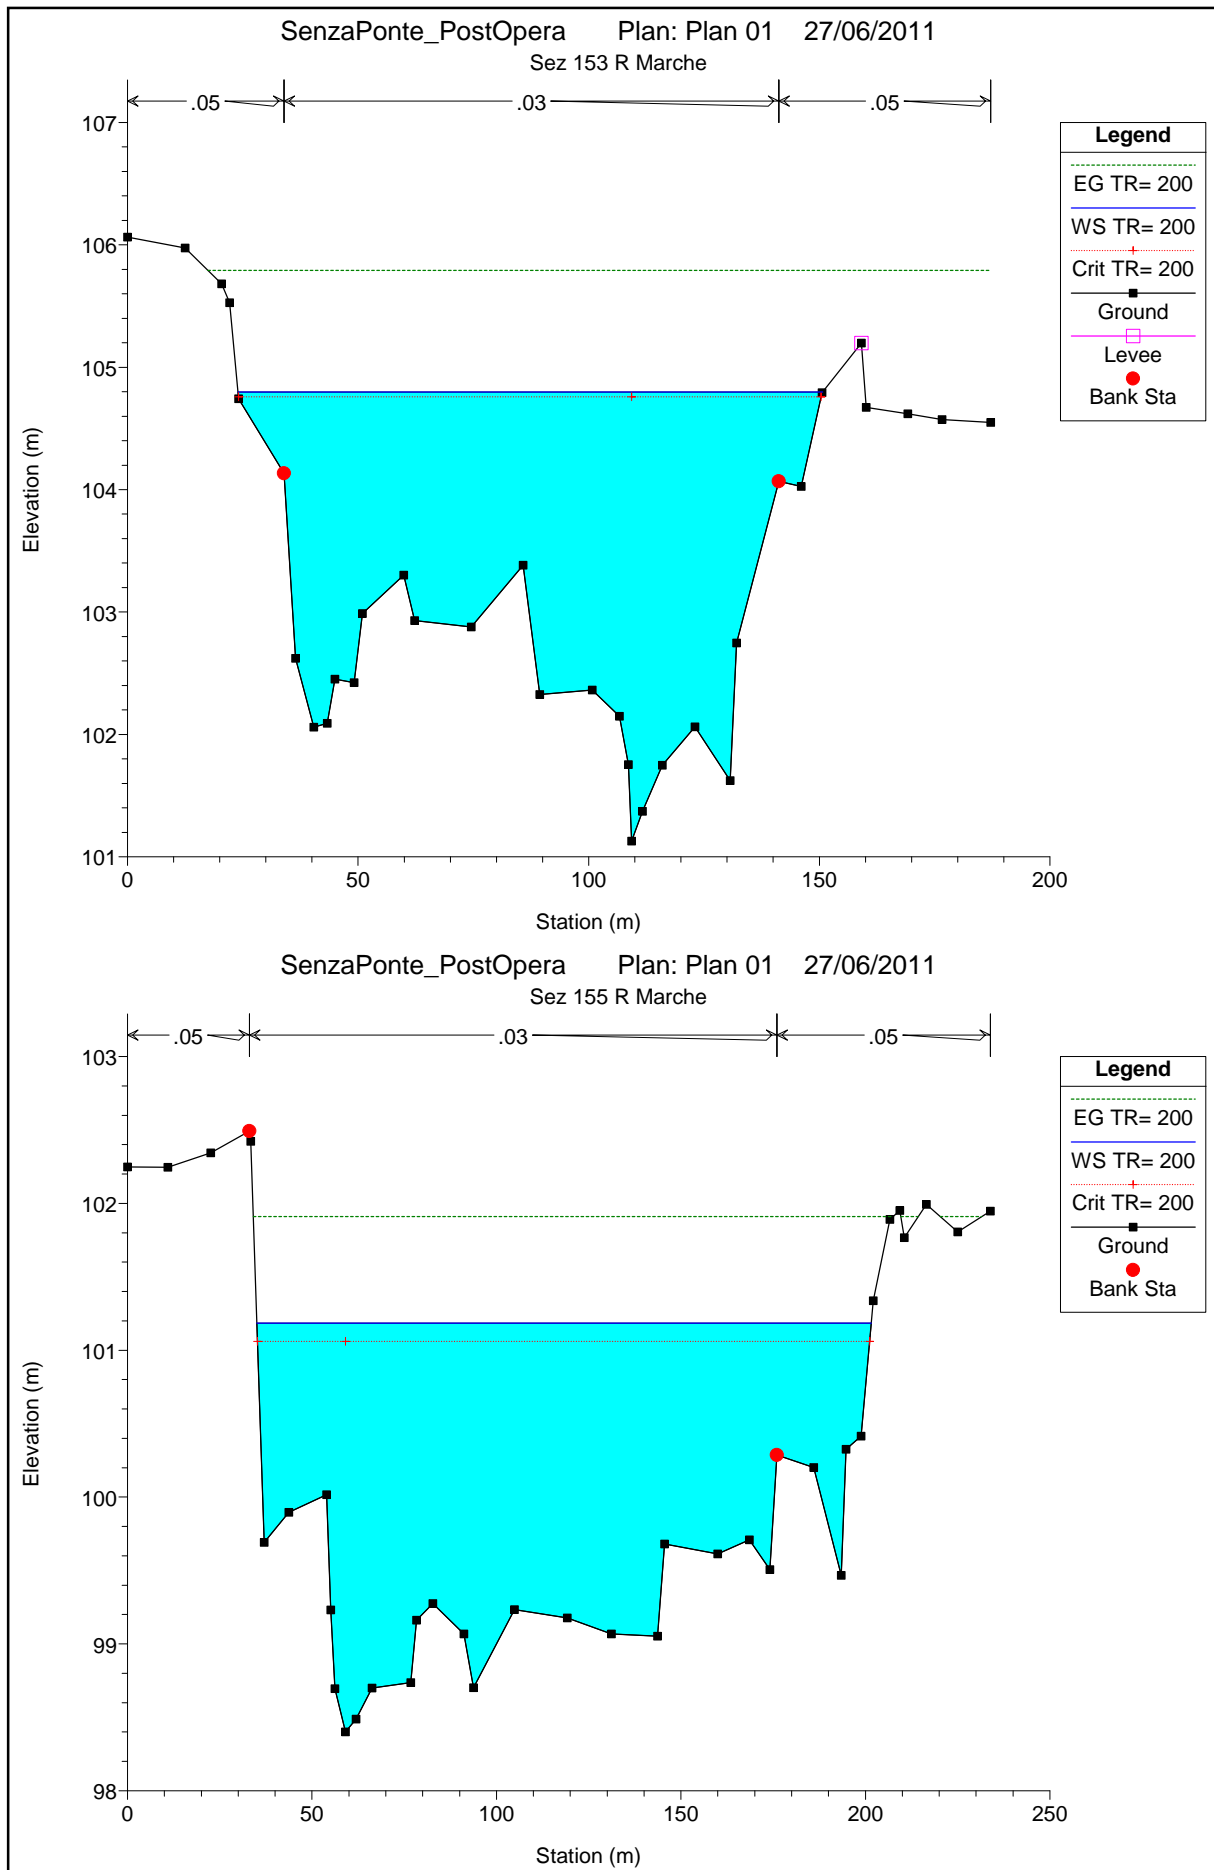 SenzaPonte_PostOpera Plan: Plan 01 27/06/2011
Sez 153 R Marche
.05 .03 .05
107
106
105
104
103
102
101
0 50 100 150 200
Elevation (m)
Station (m)
Legend
EG TR= 200
WS TR= 200
Crit TR= 200
Ground
Levee
Bank Sta
SenzaPonte_PostOpera Plan: Plan 01 27/06/2011
Sez 155 R Marche
.05 .03 .05
103
102
101
100
99
98
0 50 100 150 200 250
Elevation (m)
Station (m)
Legend
EG TR= 200
WS TR= 200
Crit TR= 200
Ground
Bank Sta